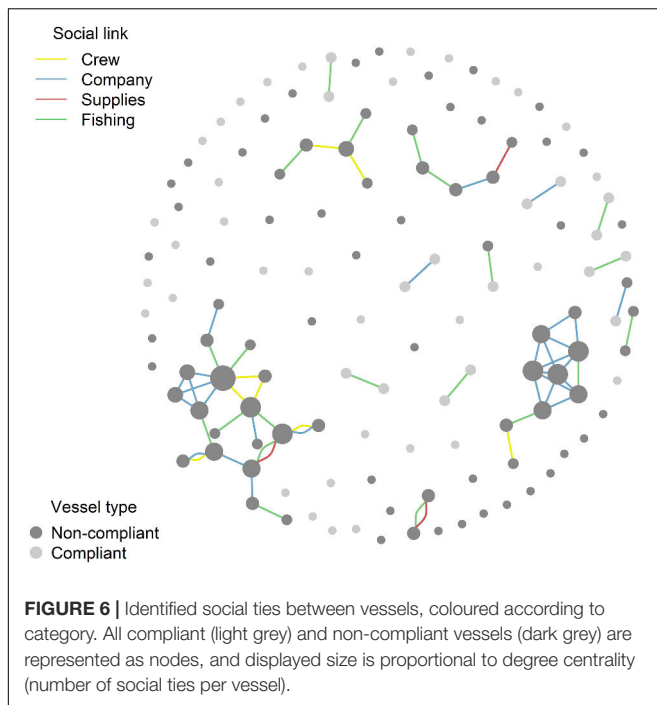 Social link
Crew
Company
Supplies
Fishing
Vessel type
Non-compliant
Compliant
FIGURE 6 | Identified social ties between vessels, coloured according to
category. All compliant (light grey) and non-compliant vessels (dark grey) are
represented as nodes, and displayed size is proportional to degree centrality
(number of social ties per vessel).